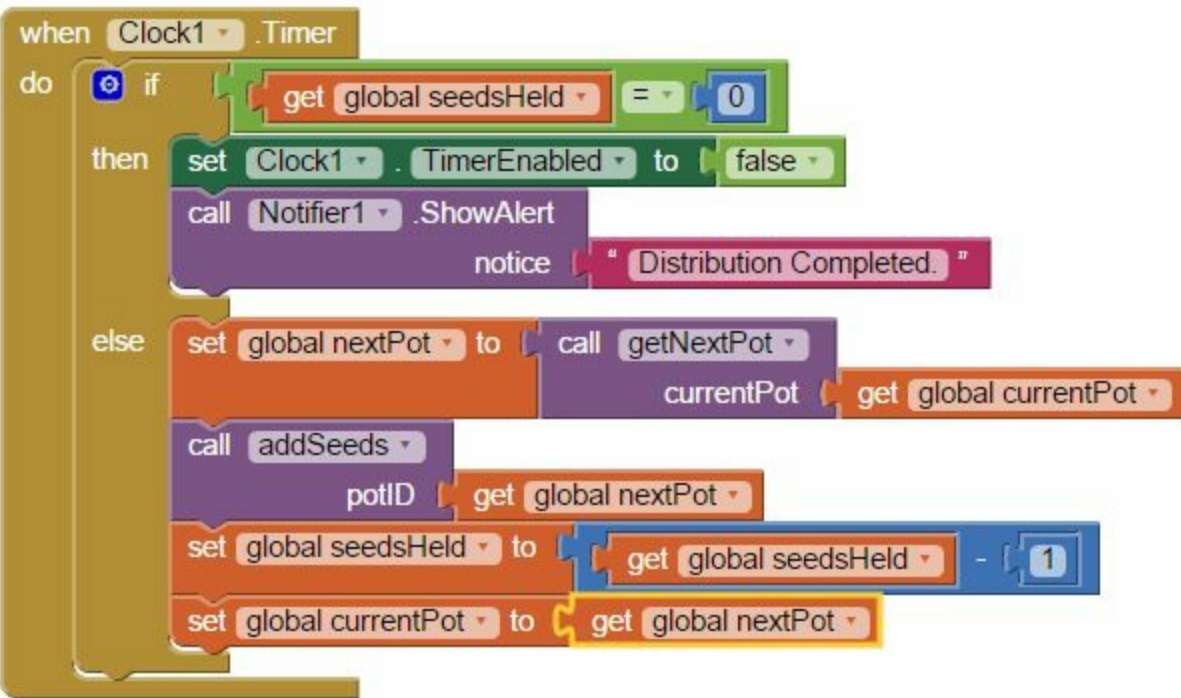 when Clock1 .Timer
do if get global seedsHeld = 0
then set Clock1 . TimerEnabled to false
call Notifier1 .ShowAlert
notice " Distribution Completed. "
else set global nextPot to call getNextPot
currentPot get global currentPot
call addSeeds
potID get global nextPot
set global seedsHeld to get global seedsHeld - 1
set global currentPot to get global nextPot